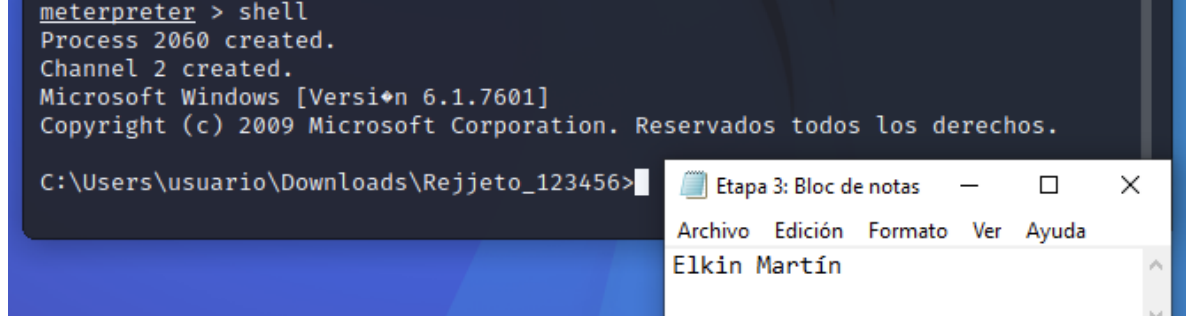 meterpreter > shell
Process 2060 created.
Channel 2 created.
Microsoft Windows [Versi�n 6.1.7601]
Copyright (c) 2009 Microsoft Corporation. Reservados todos los derechos.
C:\Users\usuario\Downloads\Rejjeto_123456>
Etapa 3: Bloc de notas
Archivo Edición Formato Ver Ayuda
Elkin Martín